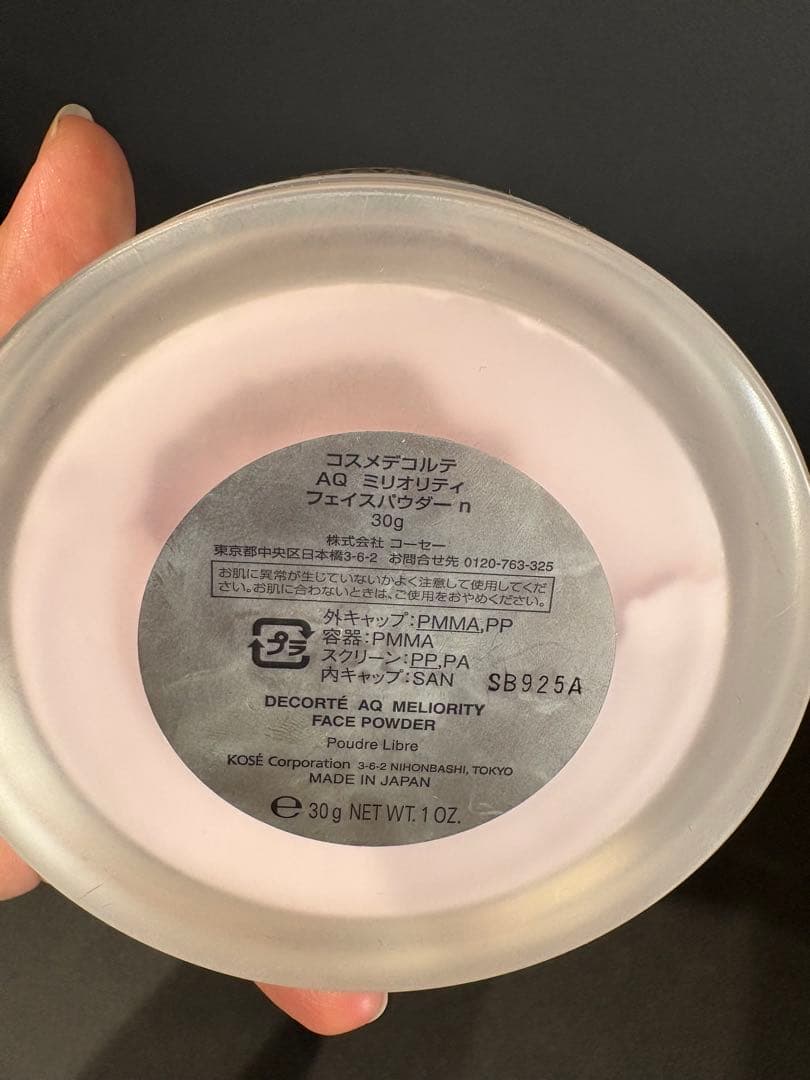 コスメデコルテ
AQ ミリオリティ
フェイスパウダー n
30g
株式会社 コーセー
東京都中央区日本橋3-6-2 お問合せ先 0120-763-325
お肌に異常が生じていないかよく注意して使用してくだ
さい。お肌に合わないときは、ご使用をおやめください。
プラ
外キャップ:PMMA,PP
容器:PMMA
スクリーン:PP,PA
内キャップ:SAN
SB925A
DECORTÉ AQ MELIORITY
FACE POWDER
Poudre Libre
KOSÉ Corporation 3-6-2 NIHONBASHI, TOKYO
MADE IN JAPAN
℮ 30 g NET WT. 1 OZ.